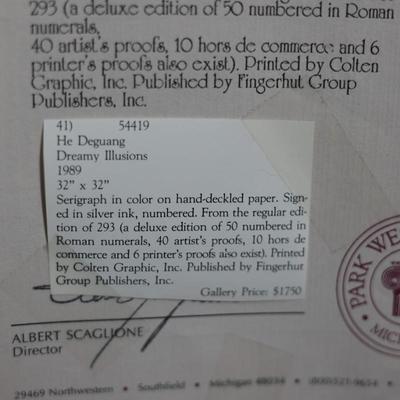 293 (a deluxe edition of 50 numbered in Roman
numerals,
40 artist's proofs, 10 hors de commerce and 6
printer's proofs also exist). Printed by Colten
Graphic, Inc. Published by Fingerhut Group
Publishers, Inc.
41) 54419
He Deguang
Dreamy Illusions
1989
32" x 32"
Serigraph in color on hand-deckled paper. Sign-
ed in silver ink, numbered. From the regular edi-
tion of 293 (a deluxe edition of 50 numbered in
Roman numerals, 40 artist's proofs, 10 hors de
commerce and 6 printer's proofs also exist). Printed
by Colten Graphic, Inc. Published by Fingerhut
Group Publishers, Inc.
Gallery Price: $1750
ALBERT SCAGLIONE
Director
PARK WE
MIC
29469 Northwestern • Southfield • Michigan 48034 • (800)521-9654 •